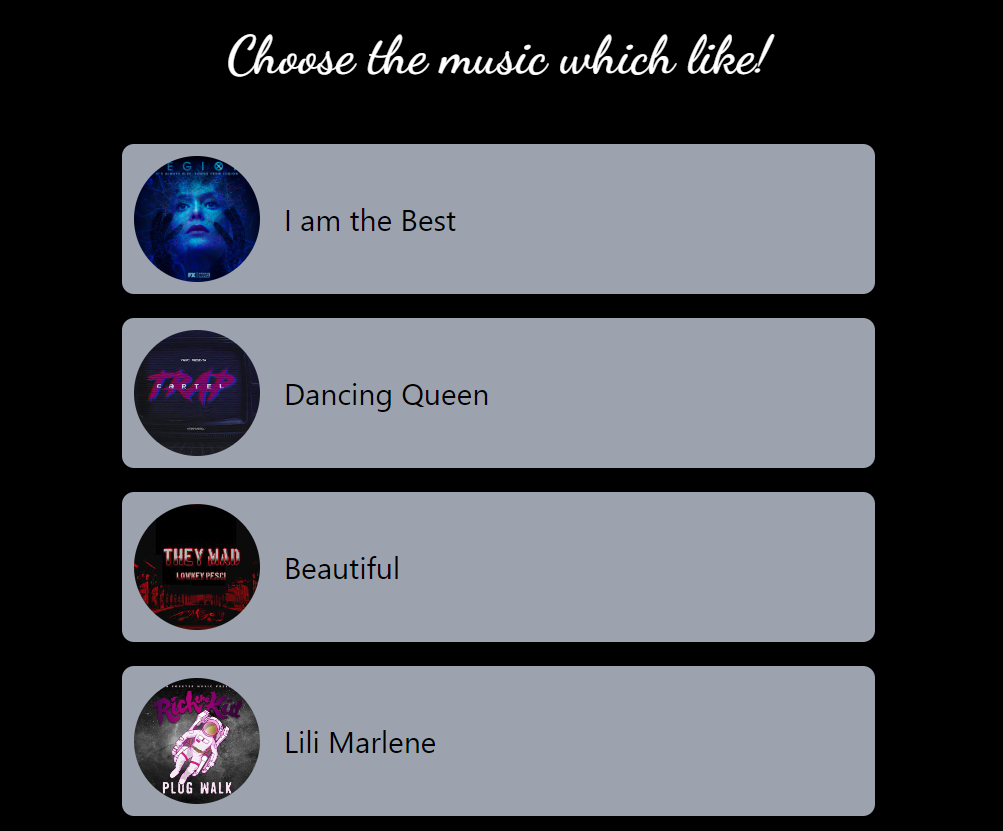 Choose the music which like!
EGIO
I am the Best
FX
TRAP
CARTEL
Dancing Queen
THEY MAD
LOWKEY PESCI
Beautiful
Rich the Kid
PLUG WALK
Lili Marlene